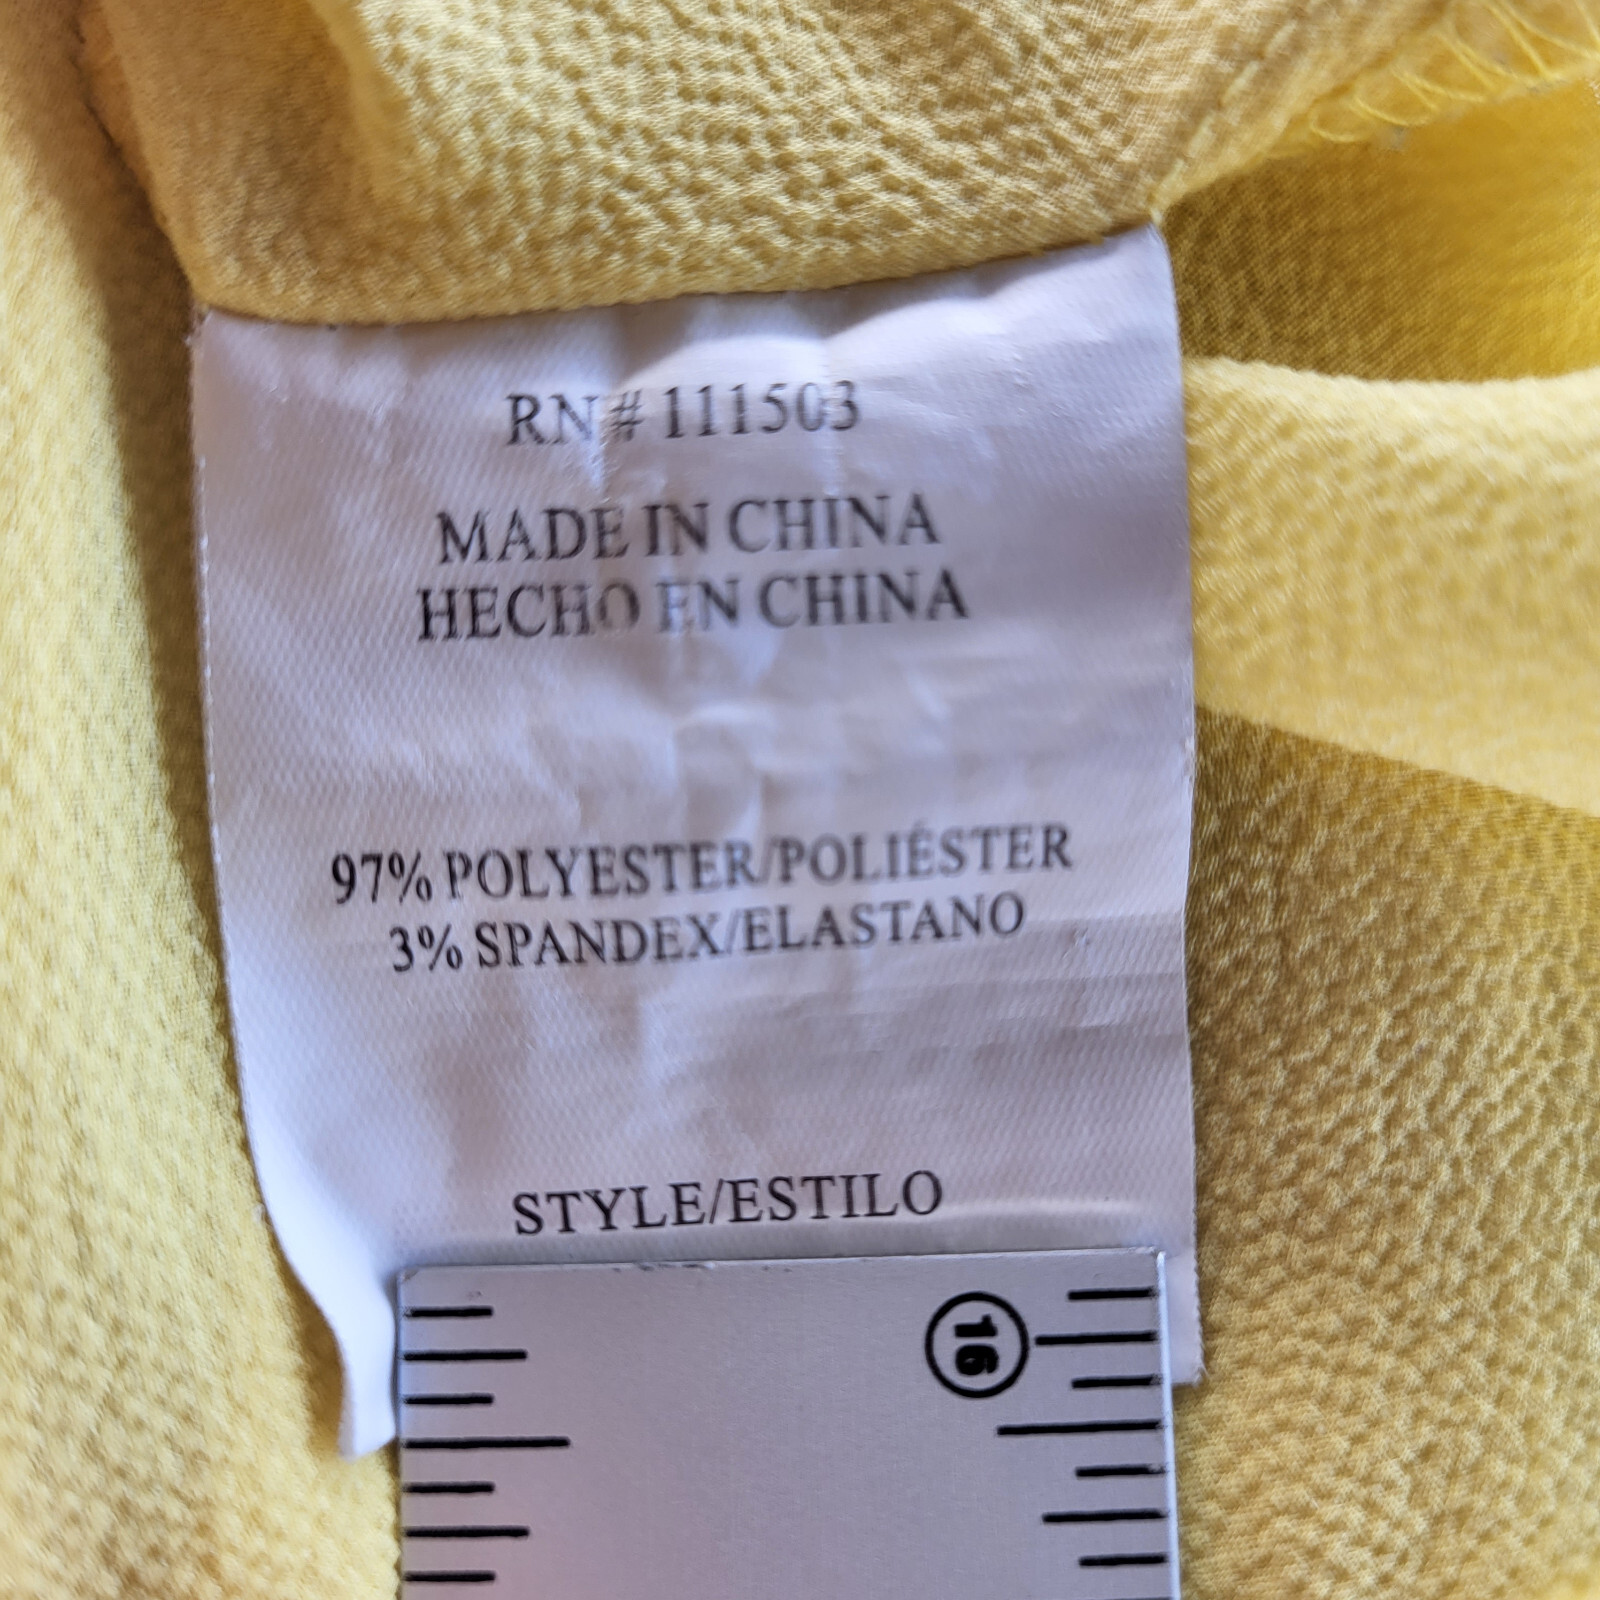 RN # 111503
MADE IN CHINA
HECHO EN CHINA
97% POLYESTER/POLIÉSTER
3% SPANDEX/ELASTANO
STYLE/ESTILO
16